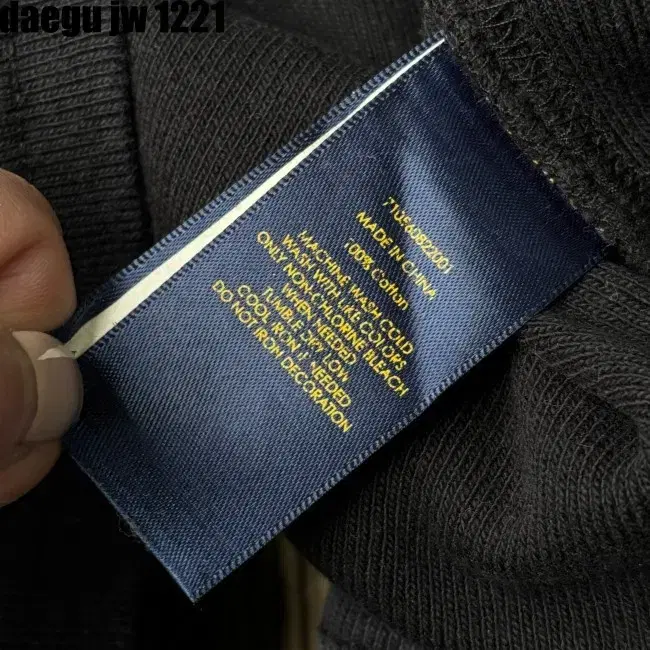 daegu jw 1221
710560822001
MADE IN CHINA
100% Cotton
MACHINE WASH COLD
WASH WITH LIKE COLORS
ONLY NON-CHLORINE BLEACH
WHEN NEEDED
TUMBLE DRY LOW
COOL IRON IF NEEDED
DO NOT IRON DECORATION